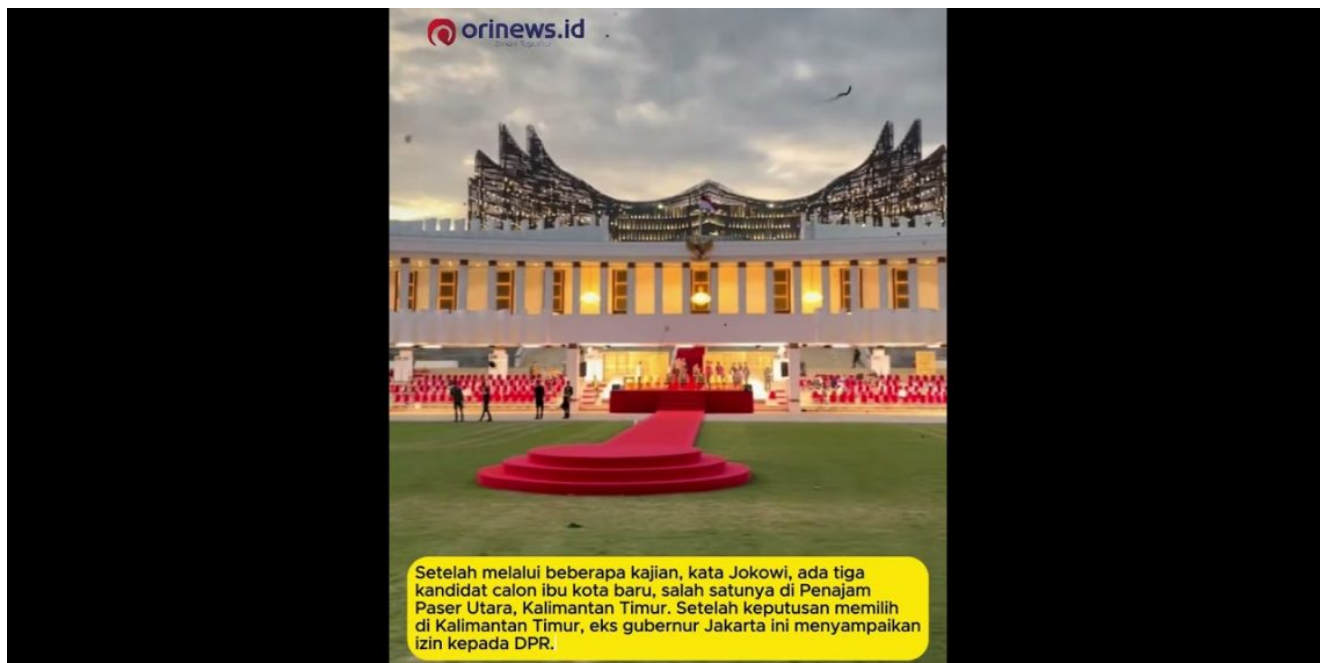 orinews.id
Setelah melalui beberapa kajian, kata Jokowi, ada tiga
kandidat calon ibu kota baru, salah satunya di Penajam
Paser Utara, Kalimantan Timur. Setelah keputusan memilih
di Kalimantan Timur, eks gubernur Jakarta ini menyampaikan
izin kepada DPR.